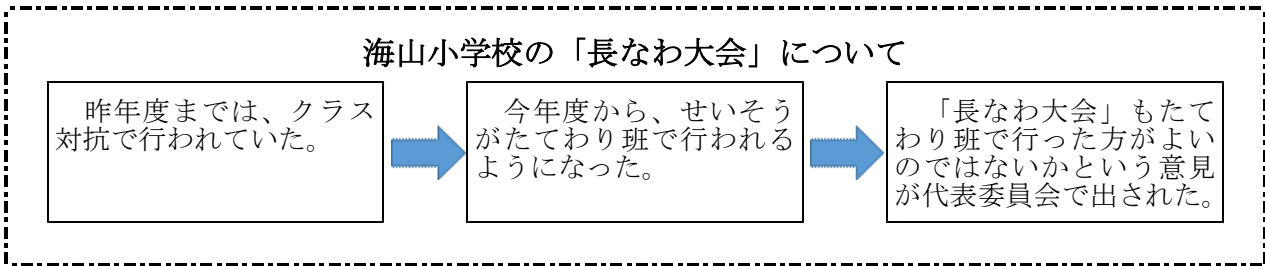 海山小学校の「長なわ大会」について
　昨年度までは、クラス
対抗で行われていた。
　今年度から、せいそう
がたてわり班で行われる
ようになった。
　「長なわ大会」もたて
わり班で行った方がよい
のではないかという意見
が代表委員会で出された。